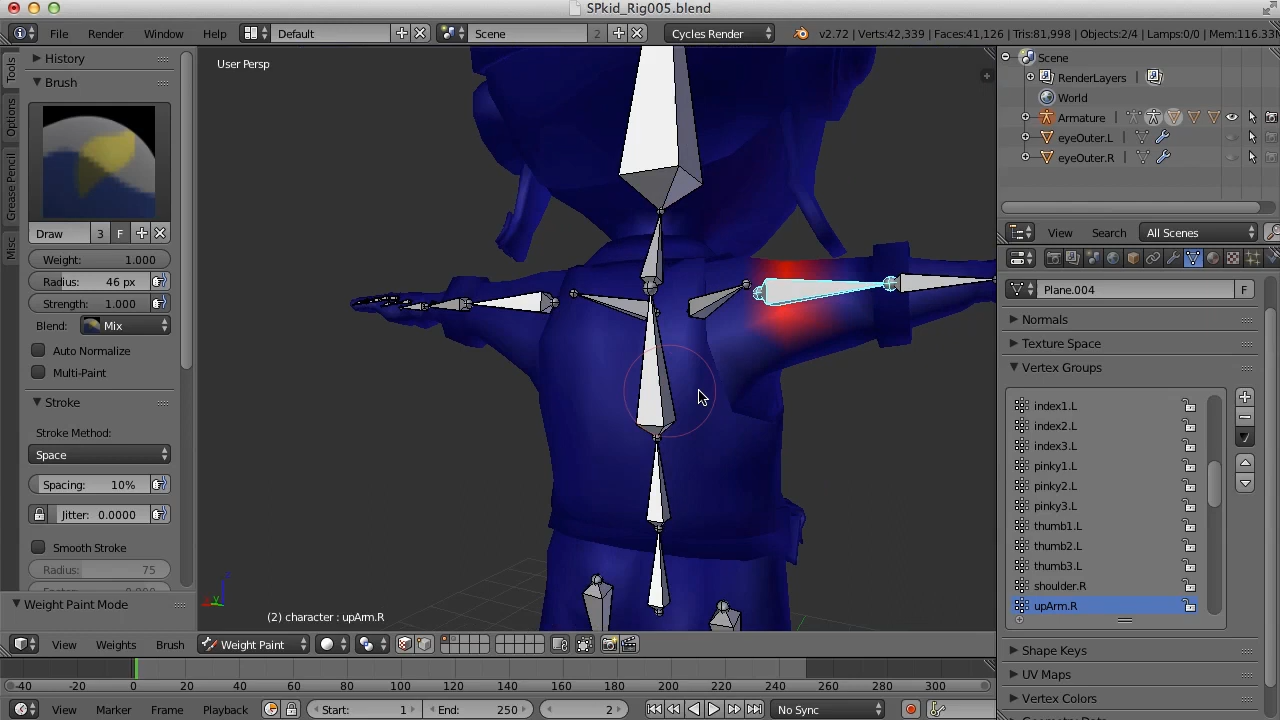 SPkid_Rig005.blend
File Render Window Help Default Scene 2 Cycles Render v2.72 | Verts:42,339 | Faces:41,126 | Tris:81,998 | Objects:2/4 | Lamps:0/0 | Mem:116.33
Tools
Options
Grease Pencil
Misc
History
Brush
Draw 3 F
Weight: 1.000
Radius: 46 px
Strength: 1.000
Blend: Mix
Auto Normalize
Multi-Paint
Stroke
Stroke Method:
Space
Spacing: 10%
Jitter: 0.0000
Smooth Stroke
Radius: 75
Weight Paint Mode
User Persp
(2) character : upArm.R
View Weights Brush Weight Paint
Scene
RenderLayers
World
Armature
eyeOuter.L
eyeOuter.R
View Search All Scenes
Plane.004 F
Normals
Texture Space
Vertex Groups
index1.L
index2.L
index3.L
pinky1.L
pinky2.L
pinky3.L
thumb1.L
thumb2.L
thumb3.L
shoulder.R
upArm.R
Shape Keys
UV Maps
Vertex Colors
-40 -20 0 20 40 60 80 100 120 140 160 180 200 220 240 260 280 300
View Marker Frame Playback Start: 1 End: 250 2 No Sync